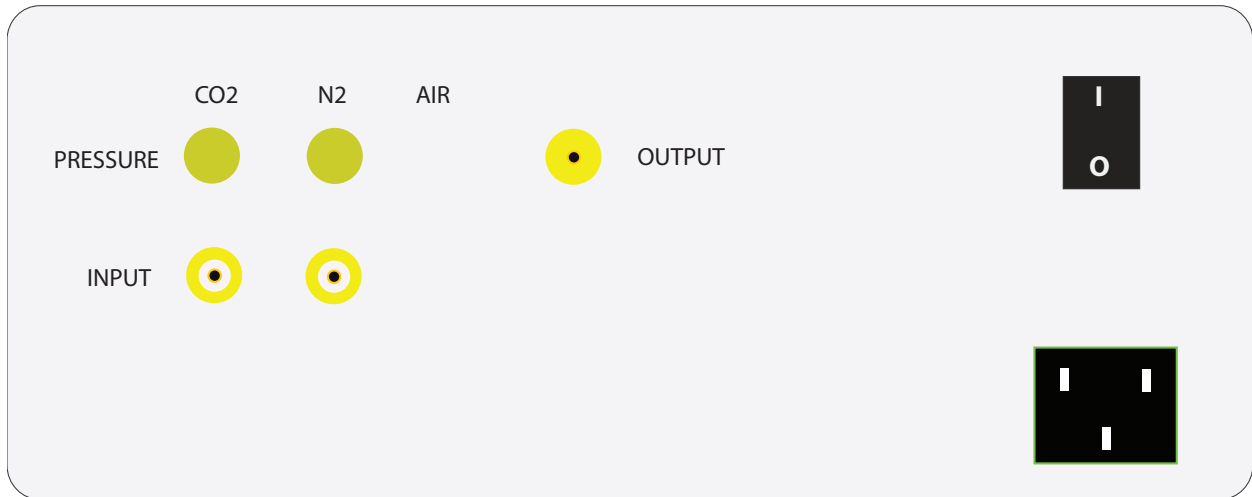 CO2 N2 AIR
PRESSURE
OUTPUT
INPUT
I
O